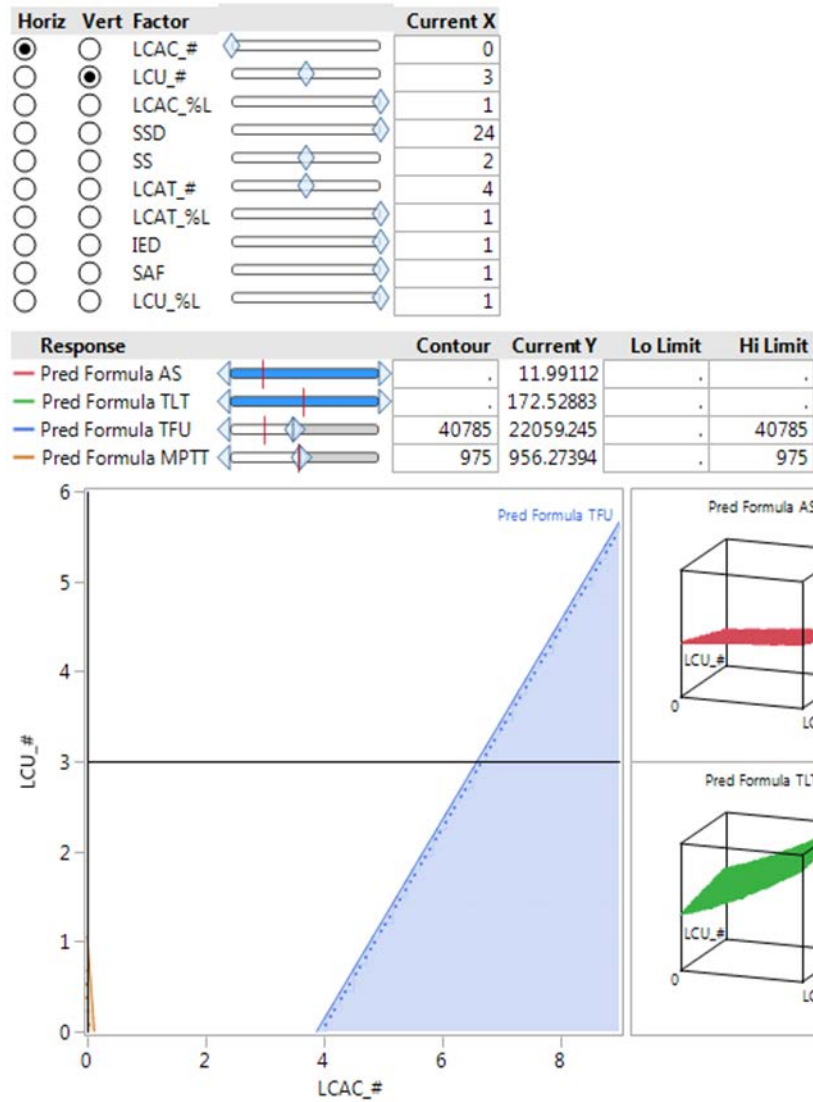 Horiz Vert Factor Current X
LCAC_# 0
LCU_# 3
LCAC_%L 1
SSD 24
SS 2
LCAT_# 4
LCAT_%L 1
IED 1
SAF 1
LCU_%L 1
Response Contour Current Y Lo Limit Hi Limit
Pred Formula AS . 11.99112 . .
Pred Formula TLT . 172.52883 . .
Pred Formula TFU 40785 22059.245 . 40785
Pred Formula MPTT 975 956.27394 . 975
6
5
4
3
2
1
0
LCU_#
Pred Formula TFU
0 2 4 6 8
LCAC_#
Pred Formula AS
LCU_#
0
LC
Pred Formula TLT
LCU_#
0
LC